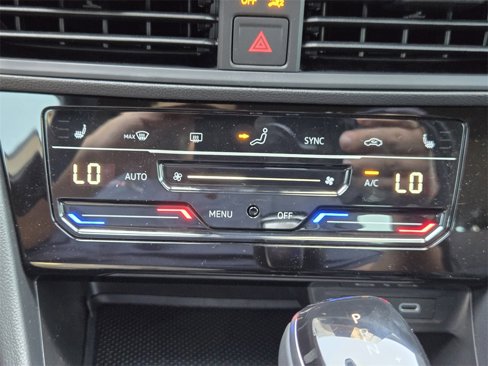 OFF
MAX SYNC
LO AUTO A/C LO
MENU OFF
P
R
N